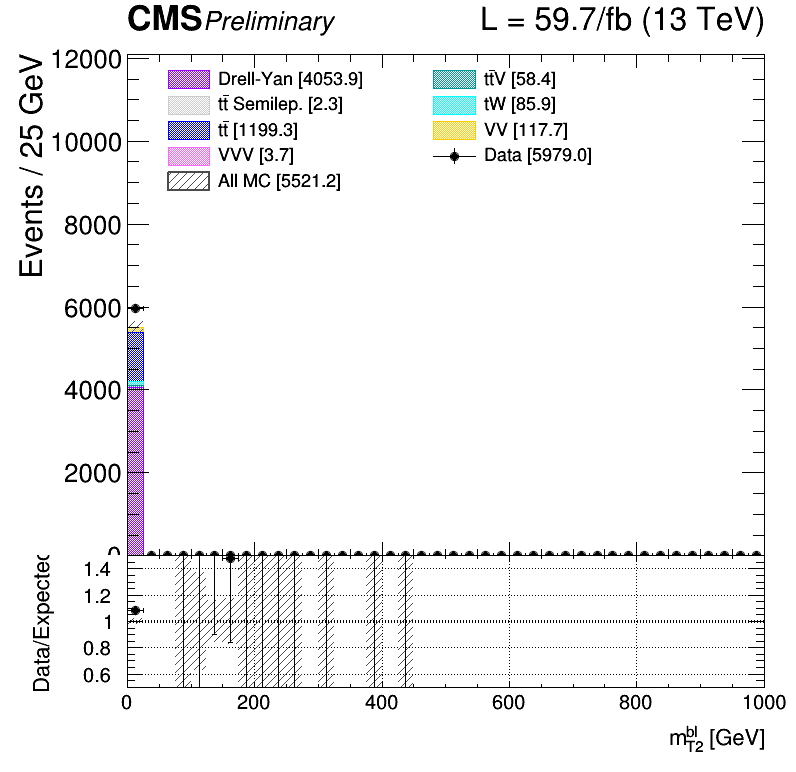 CMS Preliminary L = 59.7/fb (13 TeV)
Events / 25 GeV
12000
10000
8000
6000
4000
2000
0
Drell-Yan [4053.9]
tt̄ Semilep. [2.3]
tt̄ [1199.3]
VVV [3.7]
All MC [5521.2]
tt̄V [58.4]
tW [85.9]
VV [117.7]
Data [5979.0]
Data/Expected
1.4
1.2
1
0.8
0.6
0 200 400 600 800 1000
m_T2^bl [GeV]